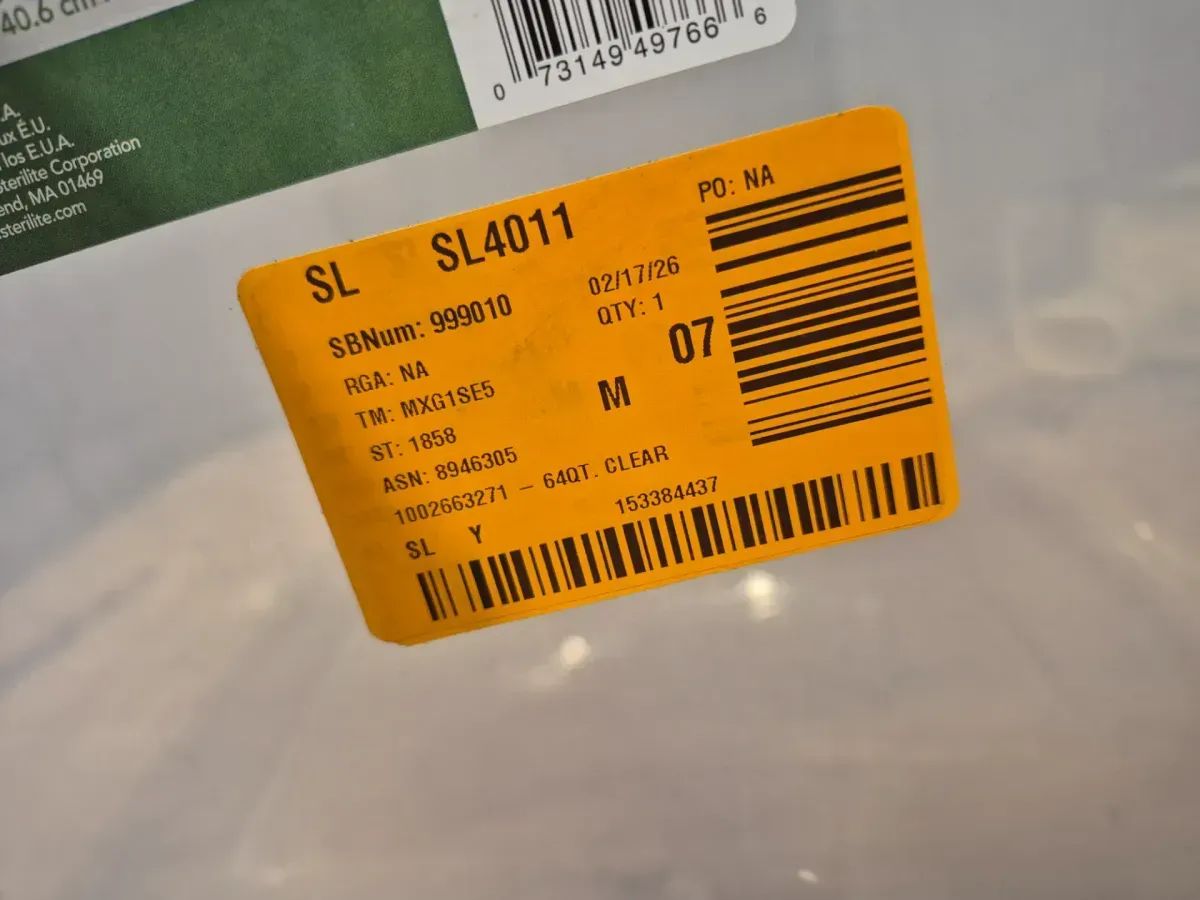 40.6 cm
0 73149 49766 6
.A.
ux É.U.
los E.U.A.
terilite Corporation
end, MA 01469
sterilite.com
SL SL4011 PO: NA
SBNum: 999010 02/17/26
RGA: NA QTY: 1
TM: MXG1SE5 M 07
ST: 1858
ASN: 8946305
1002663271 - 64QT. CLEAR
SL Y 153384437